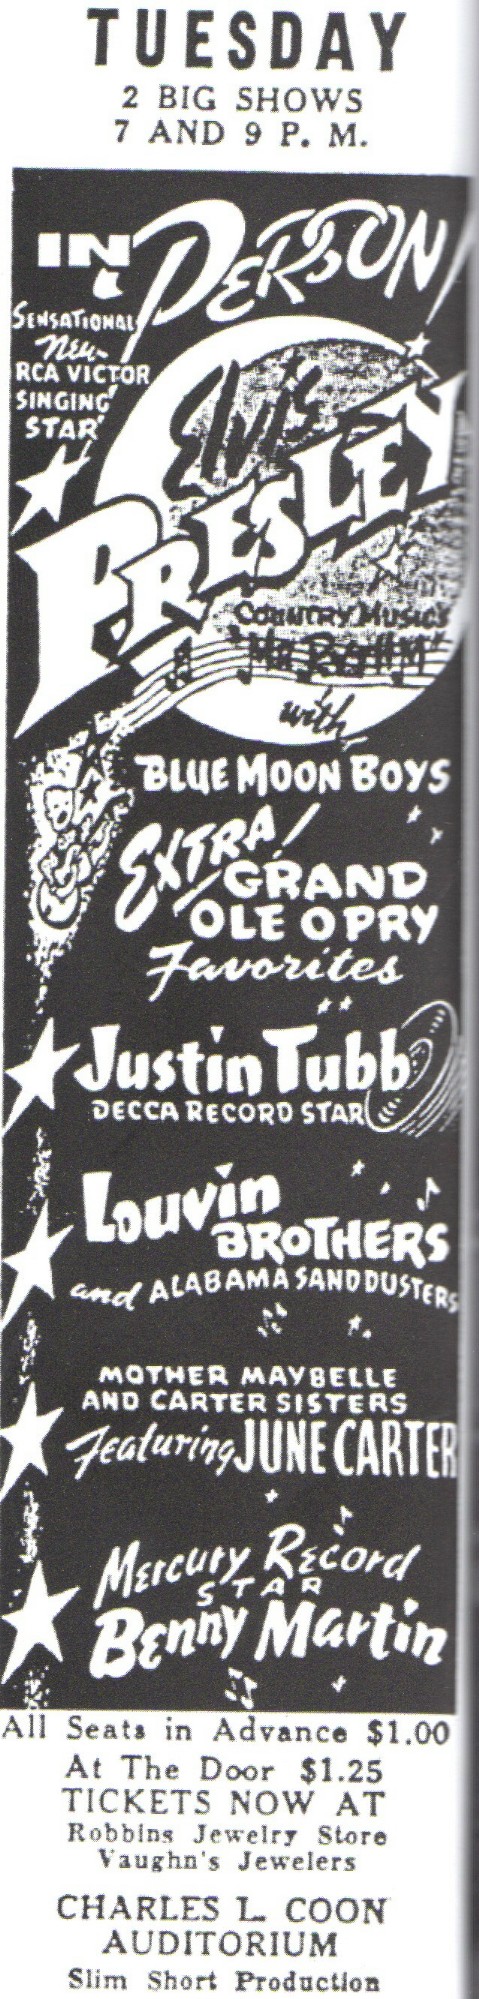 TUESDAY
2 BIG SHOWS
7 AND 9 P. M.
IN PERSON!
SENSATIONAL
New
RCA VICTOR
SINGING
STAR
Elvis
PRESLEY
COUNTRY MUSIC'S
"MR. RHYTHM"
with
BLUE MOON BOYS
EXTRA!
GRAND
OLE OPRY
Favorites
Justin Tubb
DECCA RECORD STAR
Louvin
BROTHERS
and ALABAMA SANDDUSTERS
MOTHER MAYBELLE
AND CARTER SISTERS
Featuring JUNE CARTER
Mercury Record
STAR
Benny Martin
All Seats in Advance $1.00
At The Door $1.25
TICKETS NOW AT
Robbins Jewelry Store
Vaughn's Jewelers
CHARLES L. COON
AUDITORIUM
Slim Short Production